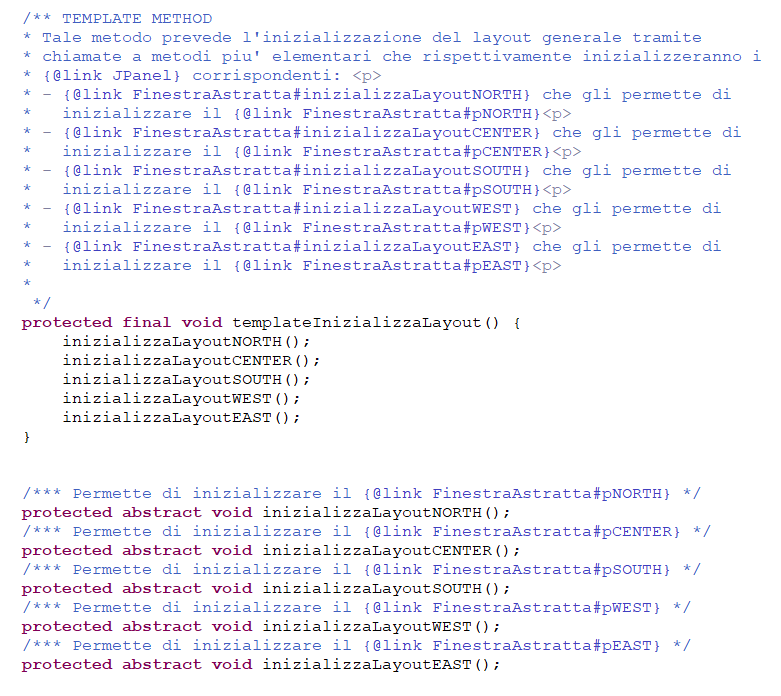 /** TEMPLATE METHOD
* Tale metodo prevede l'inizializzazione del layout generale tramite
* chiamate a metodi piu' elementari che rispettivamente inizializzeranno i
* {@link JPanel} corrispondenti: <p>
* - {@link FinestraAstratta#inizializzaLayoutNORTH} che gli permette di
*   inizializzare il {@link FinestraAstratta#pNORTH}<p>
* - {@link FinestraAstratta#inizializzaLayoutCENTER} che gli permette di
*   inizializzare il {@link FinestraAstratta#pCENTER}<p>
* - {@link FinestraAstratta#inizializzaLayoutSOUTH} che gli permette di
*   inizializzare il {@link FinestraAstratta#pSOUTH}<p>
* - {@link FinestraAstratta#inizializzaLayoutWEST} che gli permette di
*   inizializzare il {@link FinestraAstratta#pWEST}<p>
* - {@link FinestraAstratta#inizializzaLayoutEAST} che gli permette di
*   inizializzare il {@link FinestraAstratta#pEAST}<p>
*
 */
protected final void templateInizializzaLayout() {
    inizializzaLayoutNORTH();
    inizializzaLayoutCENTER();
    inizializzaLayoutSOUTH();
    inizializzaLayoutWEST();
    inizializzaLayoutEAST();
}
/*** Permette di inizializzare il {@link FinestraAstratta#pNORTH} */
protected abstract void inizializzaLayoutNORTH();
/*** Permette di inizializzare il {@link FinestraAstratta#pCENTER} */
protected abstract void inizializzaLayoutCENTER();
/*** Permette di inizializzare il {@link FinestraAstratta#pSOUTH} */
protected abstract void inizializzaLayoutSOUTH();
/*** Permette di inizializzare il {@link FinestraAstratta#pWEST} */
protected abstract void inizializzaLayoutWEST();
/*** Permette di inizializzare il {@link FinestraAstratta#pEAST} */
protected abstract void inizializzaLayoutEAST();